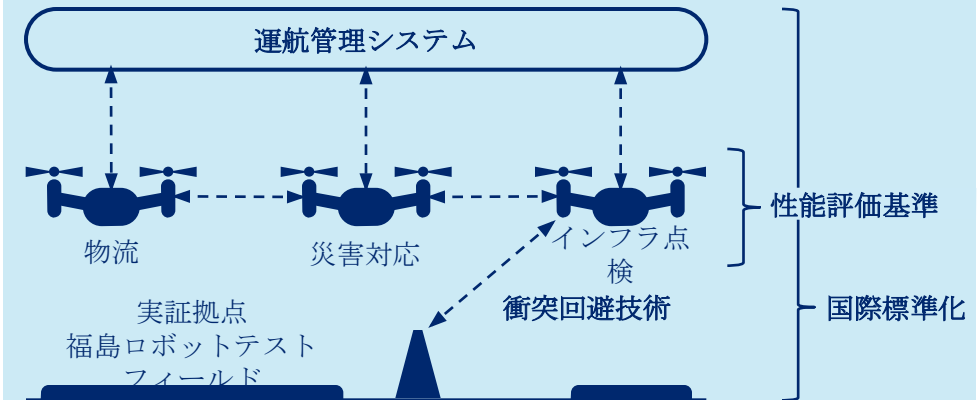 運航管理システム
物流
災害対応
インフラ点
検
性能評価基準
衝突回避技術
国際標準化
実証拠点
福島ロボットテスト
フィールド